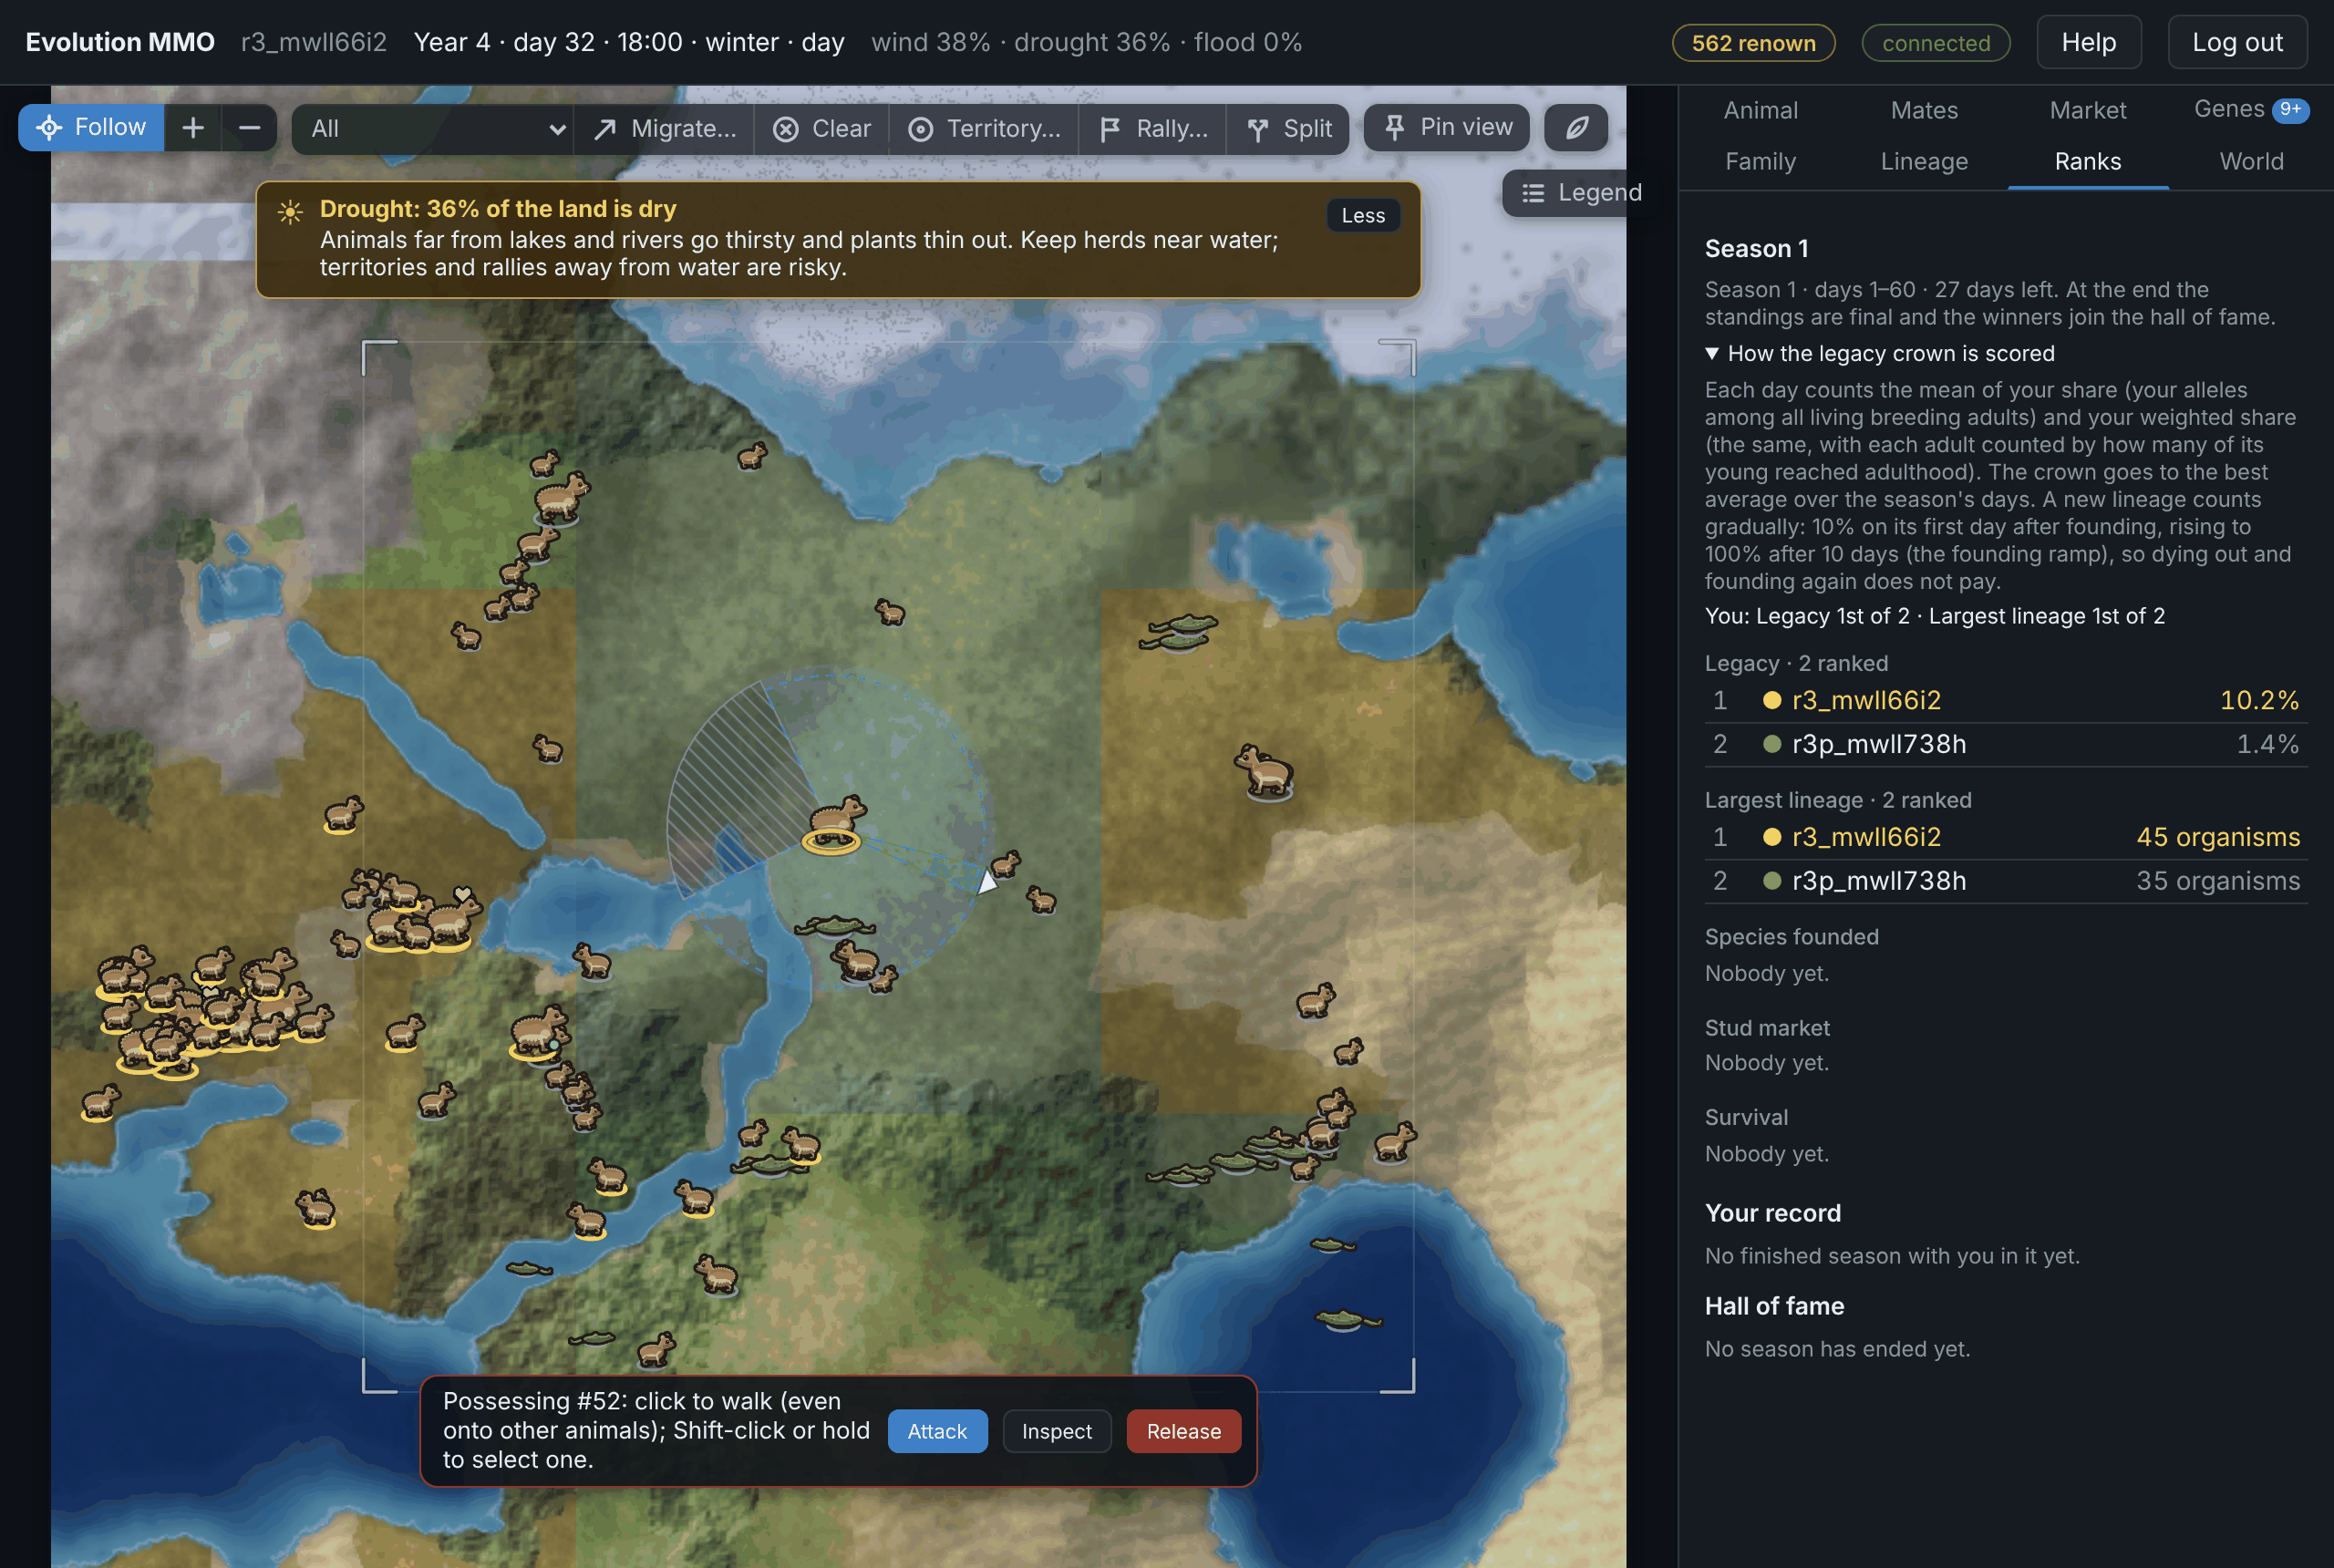 Evolution MMO r3_mwll66i2 Year 4 · day 32 · 18:00 · winter · day wind 38% · drought 36% · flood 0% 562 renown connected Help Log out
Follow + − All Migrate... Clear Territory... Rally... Split Pin view
Legend
Drought: 36% of the land is dry
Animals far from lakes and rivers go thirsty and plants thin out. Keep herds near water;
territories and rallies away from water are risky.
Less
Possessing #52: click to walk (even
onto other animals); Shift-click or hold
to select one.
Attack Inspect Release
Animal Mates Market Genes 9+
Family Lineage Ranks World
Season 1
Season 1 · days 1–60 · 27 days left. At the end the
standings are final and the winners join the hall of fame.
▼ How the legacy crown is scored
Each day counts the mean of your share (your alleles
among all living breeding adults) and your weighted share
(the same, with each adult counted by how many of its
young reached adulthood). The crown goes to the best
average over the season's days. A new lineage counts
gradually: 10% on its first day after founding, rising to
100% after 10 days (the founding ramp), so dying out and
founding again does not pay.
You: Legacy 1st of 2 · Largest lineage 1st of 2
Legacy · 2 ranked
1 r3_mwll66i2 10.2%
2 r3p_mwll738h 1.4%
Largest lineage · 2 ranked
1 r3_mwll66i2 45 organisms
2 r3p_mwll738h 35 organisms
Species founded
Nobody yet.
Stud market
Nobody yet.
Survival
Nobody yet.
Your record
No finished season with you in it yet.
Hall of fame
No season has ended yet.